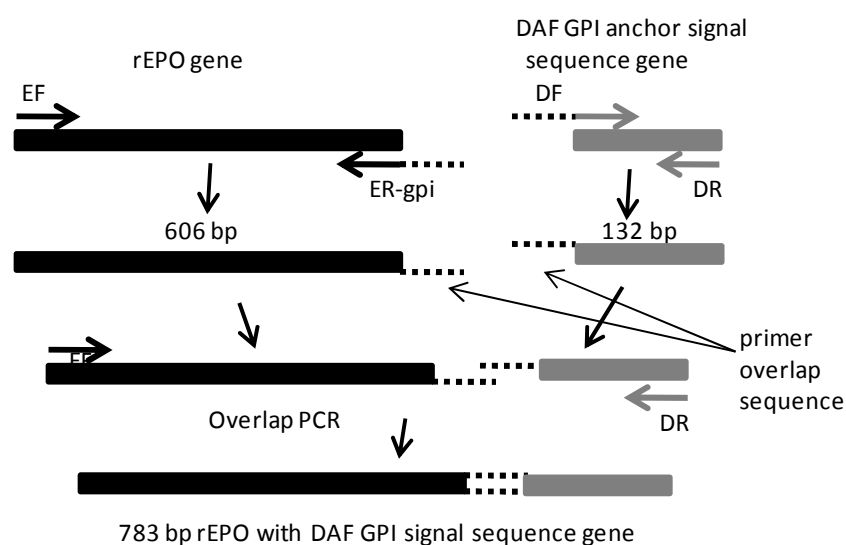 rEPO gene
DAF GPI anchor signal
sequence gene
EF
DF
ER-gpi
DR
606 bp
132 bp
EF
primer
overlap
sequence
Overlap PCR
DR
783 bp rEPO with DAF GPI signal sequence gene